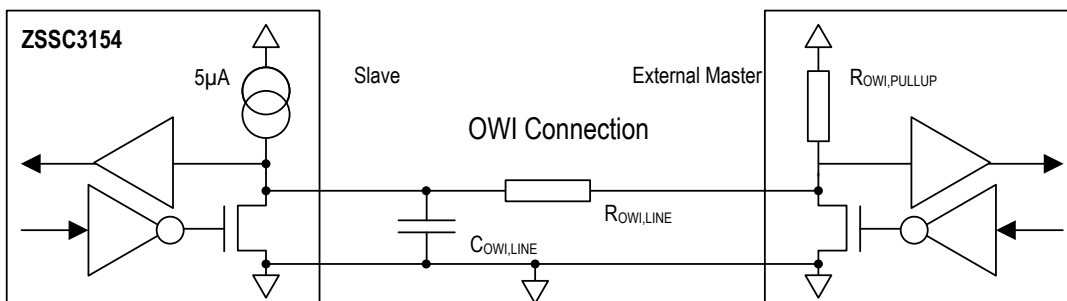 ZSSC3154
5µA
Slave
External Master
ROWI,PULLUP
OWI Connection
ROWI,LINE
COWI,LINE